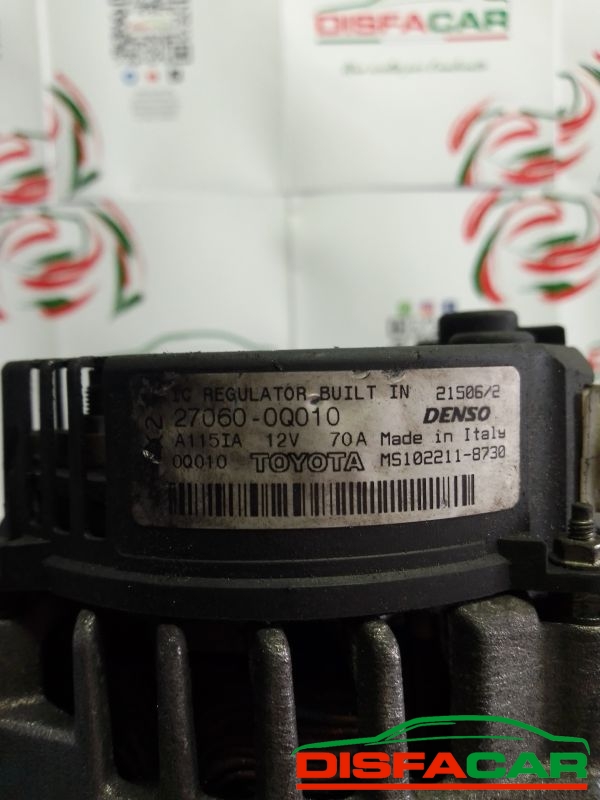 DISFACAR
IC REGULATOR BUILT IN 21506/2
X2 27060-0Q010 DENSO
A115IA 12V 70A Made in Italy
0Q010 TOYOTA MS102211-8730
DISFACAR